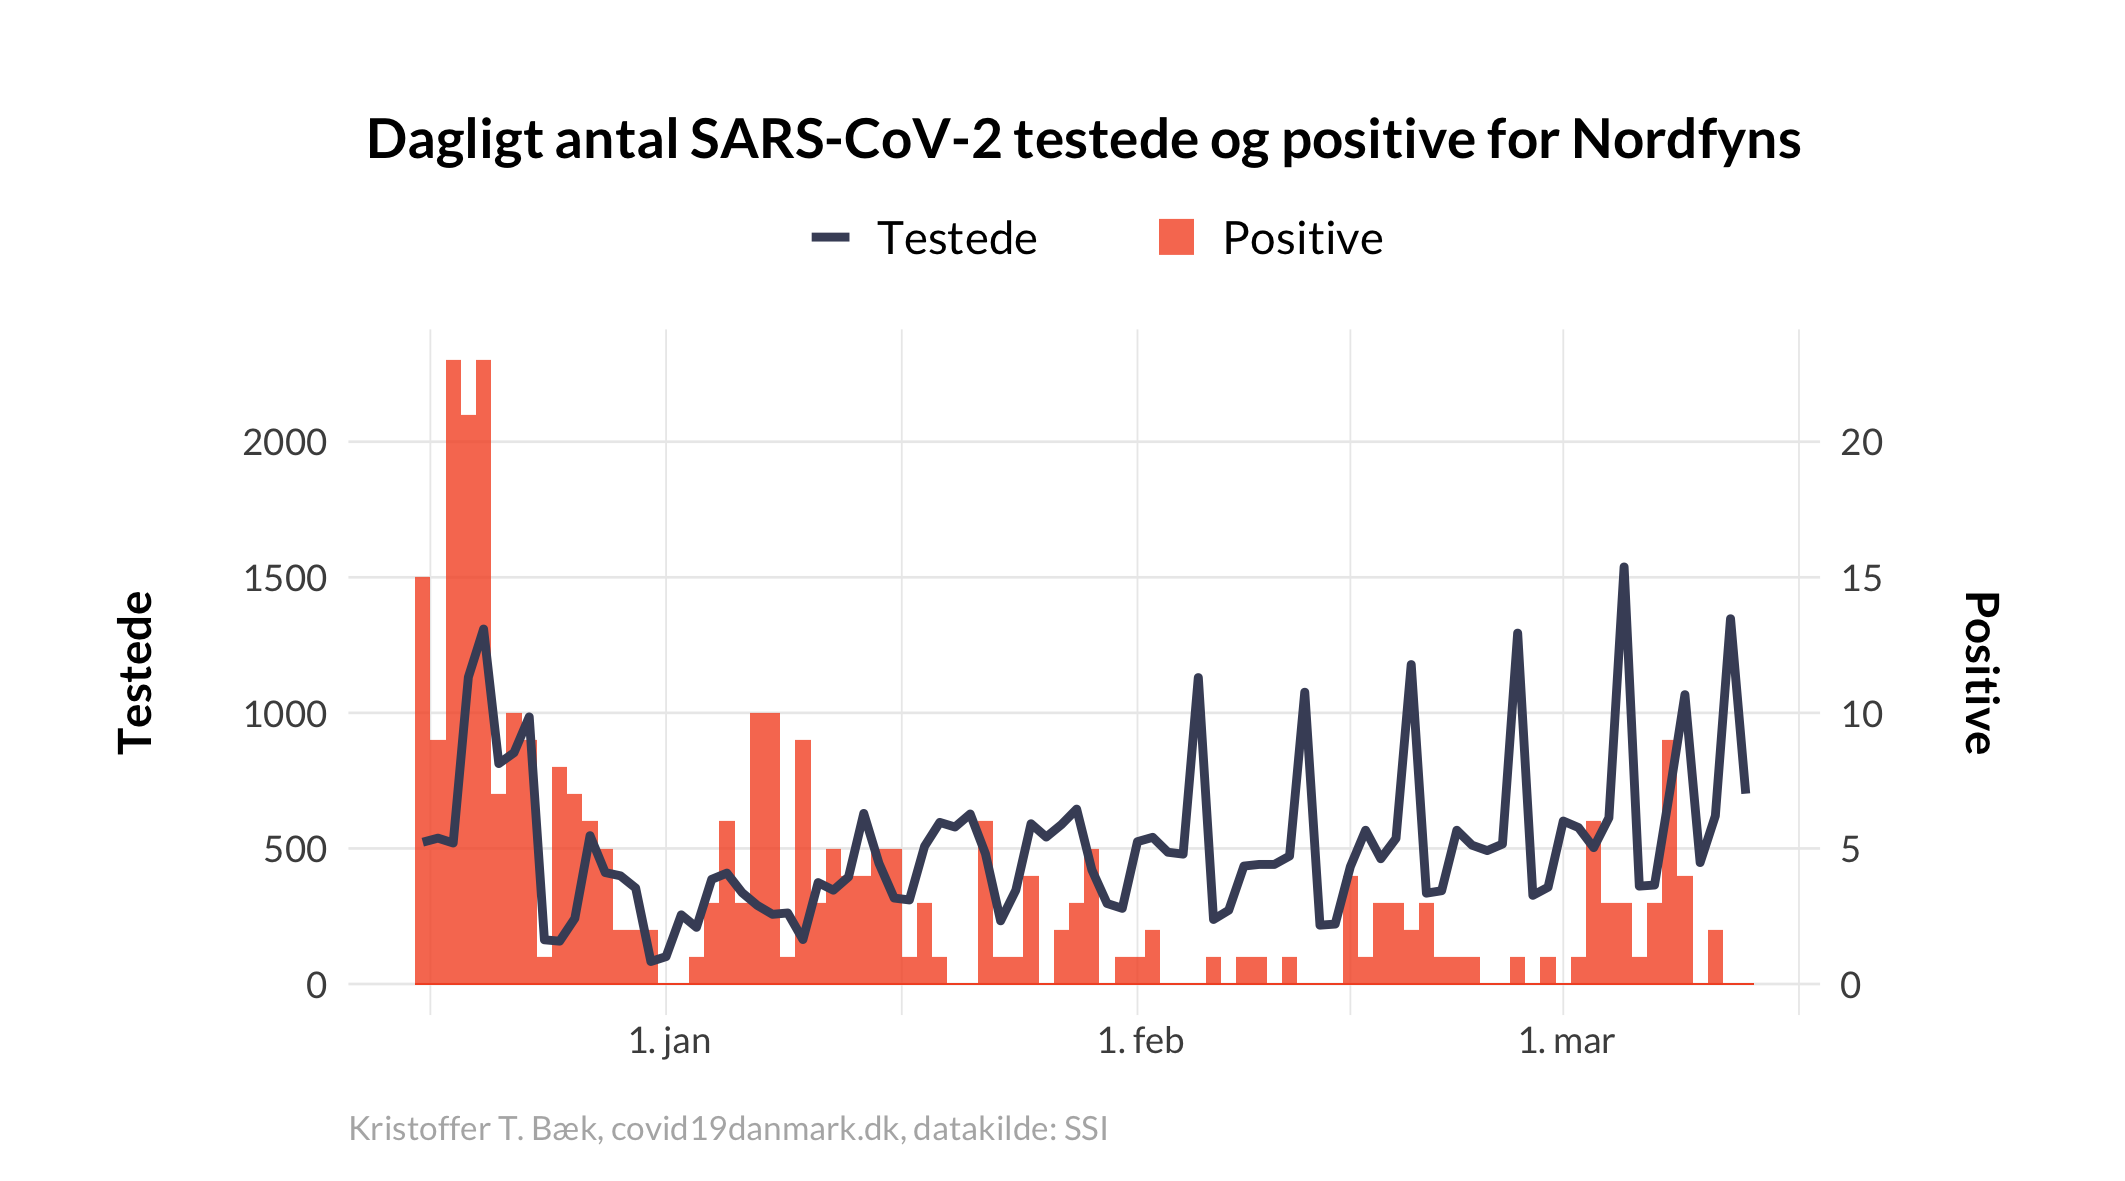 Dagligt antal SARS-CoV-2 testede og positive for Nordfyns
Testede Positive
2000 20
1500 15
1000 10
500 5
0 0
Testede
Positive
1. jan 1. feb 1. mar
Kristoffer T. Bæk, covid19danmark.dk, datakilde: SSI